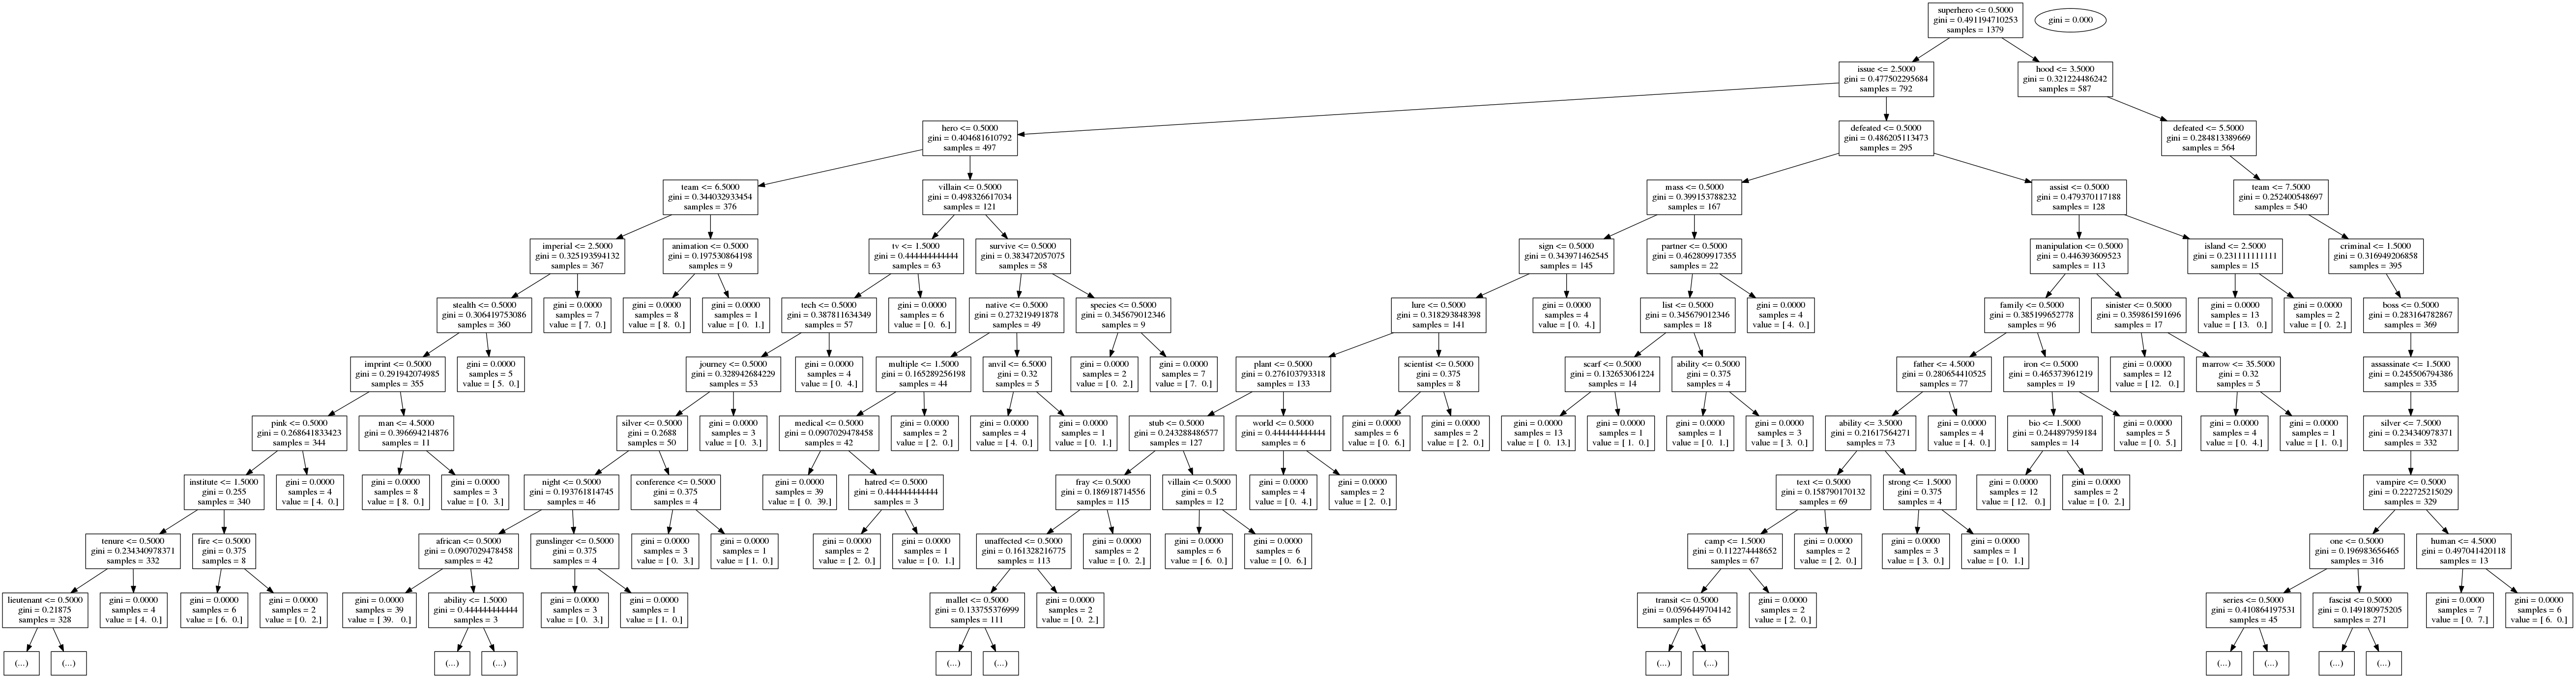 superhero <= 0.5000
gini = 0.491194710253
samples = 1379
gini = 0.000
issue <= 2.5000
gini = 0.477502295684
samples = 792
hood <= 3.5000
gini = 0.321224486242
samples = 587
hero <= 0.5000
gini = 0.404681610792
samples = 497
defeated <= 0.5000
gini = 0.486205113473
samples = 295
defeated <= 5.5000
gini = 0.284813389669
samples = 564
team <= 6.5000
gini = 0.344032933454
samples = 376
villain <= 0.5000
gini = 0.498326617034
samples = 121
mass <= 0.5000
gini = 0.399153788232
samples = 167
assist <= 0.5000
gini = 0.479370117188
samples = 128
team <= 7.5000
gini = 0.252400548697
samples = 540
imperial <= 2.5000
gini = 0.325193594132
samples = 367
animation <= 0.5000
gini = 0.197530864198
samples = 9
tv <= 1.5000
gini = 0.444444444444
samples = 63
survive <= 0.5000
gini = 0.383472057075
samples = 58
sign <= 0.5000
gini = 0.343971462545
samples = 145
partner <= 0.5000
gini = 0.462809917355
samples = 22
manipulation <= 0.5000
gini = 0.446393609523
samples = 113
island <= 2.5000
gini = 0.231111111111
samples = 15
criminal <= 1.5000
gini = 0.316949206858
samples = 395
stealth <= 0.5000
gini = 0.306419753086
samples = 360
gini = 0.0000
samples = 7
value = [ 7. 0.]
gini = 0.0000
samples = 8
value = [ 8. 0.]
gini = 0.0000
samples = 1
value = [ 0. 1.]
tech <= 0.5000
gini = 0.387811634349
samples = 57
gini = 0.0000
samples = 6
value = [ 0. 6.]
native <= 0.5000
gini = 0.273219491878
samples = 49
species <= 0.5000
gini = 0.345679012346
samples = 9
lure <= 0.5000
gini = 0.318293848398
samples = 141
gini = 0.0000
samples = 4
value = [ 0. 4.]
list <= 0.5000
gini = 0.345679012346
samples = 18
gini = 0.0000
samples = 4
value = [ 4. 0.]
family <= 0.5000
gini = 0.385199652778
samples = 96
sinister <= 0.5000
gini = 0.359861591696
samples = 17
gini = 0.0000
samples = 13
value = [ 13. 0.]
gini = 0.0000
samples = 2
value = [ 0. 2.]
boss <= 0.5000
gini = 0.283164782867
samples = 369
imprint <= 0.5000
gini = 0.291942074985
samples = 355
gini = 0.0000
samples = 5
value = [ 5. 0.]
journey <= 0.5000
gini = 0.328942684229
samples = 53
gini = 0.0000
samples = 4
value = [ 0. 4.]
multiple <= 1.5000
gini = 0.165289256198
samples = 44
anvil <= 6.5000
gini = 0.32
samples = 5
gini = 0.0000
samples = 2
value = [ 0. 2.]
gini = 0.0000
samples = 7
value = [ 7. 0.]
plant <= 0.5000
gini = 0.276103793318
samples = 133
scientist <= 0.5000
gini = 0.375
samples = 8
scarf <= 0.5000
gini = 0.132653061224
samples = 14
ability <= 0.5000
gini = 0.375
samples = 4
father <= 4.5000
gini = 0.280654410525
samples = 77
iron <= 0.5000
gini = 0.465373961219
samples = 19
gini = 0.0000
samples = 12
value = [ 12. 0.]
marrow <= 35.5000
gini = 0.32
samples = 5
assassinate <= 1.5000
gini = 0.245506794386
samples = 335
pink <= 0.5000
gini = 0.268641833423
samples = 344
man <= 4.5000
gini = 0.396694214876
samples = 11
silver <= 0.5000
gini = 0.2688
samples = 50
gini = 0.0000
samples = 3
value = [ 0. 3.]
medical <= 0.5000
gini = 0.0907029478458
samples = 42
gini = 0.0000
samples = 2
value = [ 2. 0.]
gini = 0.0000
samples = 4
value = [ 4. 0.]
gini = 0.0000
samples = 1
value = [ 0. 1.]
stub <= 0.5000
gini = 0.243288486577
samples = 127
world <= 0.5000
gini = 0.444444444444
samples = 6
gini = 0.0000
samples = 6
value = [ 0. 6.]
gini = 0.0000
samples = 2
value = [ 2. 0.]
gini = 0.0000
samples = 13
value = [ 0. 13.]
gini = 0.0000
samples = 1
value = [ 1. 0.]
gini = 0.0000
samples = 1
value = [ 0. 1.]
gini = 0.0000
samples = 3
value = [ 3. 0.]
ability <= 3.5000
gini = 0.21617564271
samples = 73
gini = 0.0000
samples = 4
value = [ 4. 0.]
bio <= 1.5000
gini = 0.244897959184
samples = 14
gini = 0.0000
samples = 5
value = [ 0. 5.]
gini = 0.0000
samples = 4
value = [ 0. 4.]
gini = 0.0000
samples = 1
value = [ 1. 0.]
silver <= 7.5000
gini = 0.234340978371
samples = 332
institute <= 1.5000
gini = 0.255
samples = 340
gini = 0.0000
samples = 4
value = [ 4. 0.]
gini = 0.0000
samples = 8
value = [ 8. 0.]
gini = 0.0000
samples = 3
value = [ 0. 3.]
night <= 0.5000
gini = 0.193761814745
samples = 46
conference <= 0.5000
gini = 0.375
samples = 4
gini = 0.0000
samples = 39
value = [ 0. 39.]
hatred <= 0.5000
gini = 0.444444444444
samples = 3
fray <= 0.5000
gini = 0.186918714556
samples = 115
villain <= 0.5000
gini = 0.5
samples = 12
gini = 0.0000
samples = 4
value = [ 0. 4.]
gini = 0.0000
samples = 2
value = [ 2. 0.]
text <= 0.5000
gini = 0.158790170132
samples = 69
strong <= 1.5000
gini = 0.375
samples = 4
gini = 0.0000
samples = 12
value = [ 12. 0.]
gini = 0.0000
samples = 2
value = [ 0. 2.]
vampire <= 0.5000
gini = 0.222725215029
samples = 329
tenure <= 0.5000
gini = 0.234340978371
samples = 332
fire <= 0.5000
gini = 0.375
samples = 8
african <= 0.5000
gini = 0.0907029478458
samples = 42
gunslinger <= 0.5000
gini = 0.375
samples = 4
gini = 0.0000
samples = 3
value = [ 0. 3.]
gini = 0.0000
samples = 1
value = [ 1. 0.]
gini = 0.0000
samples = 2
value = [ 2. 0.]
gini = 0.0000
samples = 1
value = [ 0. 1.]
unaffected <= 0.5000
gini = 0.161328216775
samples = 113
gini = 0.0000
samples = 2
value = [ 0. 2.]
gini = 0.0000
samples = 6
value = [ 6. 0.]
gini = 0.0000
samples = 6
value = [ 0. 6.]
camp <= 1.5000
gini = 0.112274448652
samples = 67
gini = 0.0000
samples = 2
value = [ 2. 0.]
gini = 0.0000
samples = 3
value = [ 3. 0.]
gini = 0.0000
samples = 1
value = [ 0. 1.]
one <= 0.5000
gini = 0.196983656465
samples = 316
human <= 4.5000
gini = 0.497041420118
samples = 13
lieutenant <= 0.5000
gini = 0.21875
samples = 328
gini = 0.0000
samples = 4
value = [ 4. 0.]
gini = 0.0000
samples = 6
value = [ 6. 0.]
gini = 0.0000
samples = 2
value = [ 0. 2.]
gini = 0.0000
samples = 39
value = [ 39. 0.]
ability <= 1.5000
gini = 0.444444444444
samples = 3
gini = 0.0000
samples = 3
value = [ 0. 3.]
gini = 0.0000
samples = 1
value = [ 1. 0.]
mallet <= 0.5000
gini = 0.133755376999
samples = 111
gini = 0.0000
samples = 2
value = [ 0. 2.]
transit <= 0.5000
gini = 0.0596449704142
samples = 65
gini = 0.0000
samples = 2
value = [ 2. 0.]
series <= 0.5000
gini = 0.410864197531
samples = 45
fascist <= 0.5000
gini = 0.149180975205
samples = 271
gini = 0.0000
samples = 7
value = [ 0. 7.]
gini = 0.0000
samples = 6
value = [ 6. 0.]
(...)
(...)
(...)
(...)
(...)
(...)
(...)
(...)
(...)
(...)
(...)
(...)